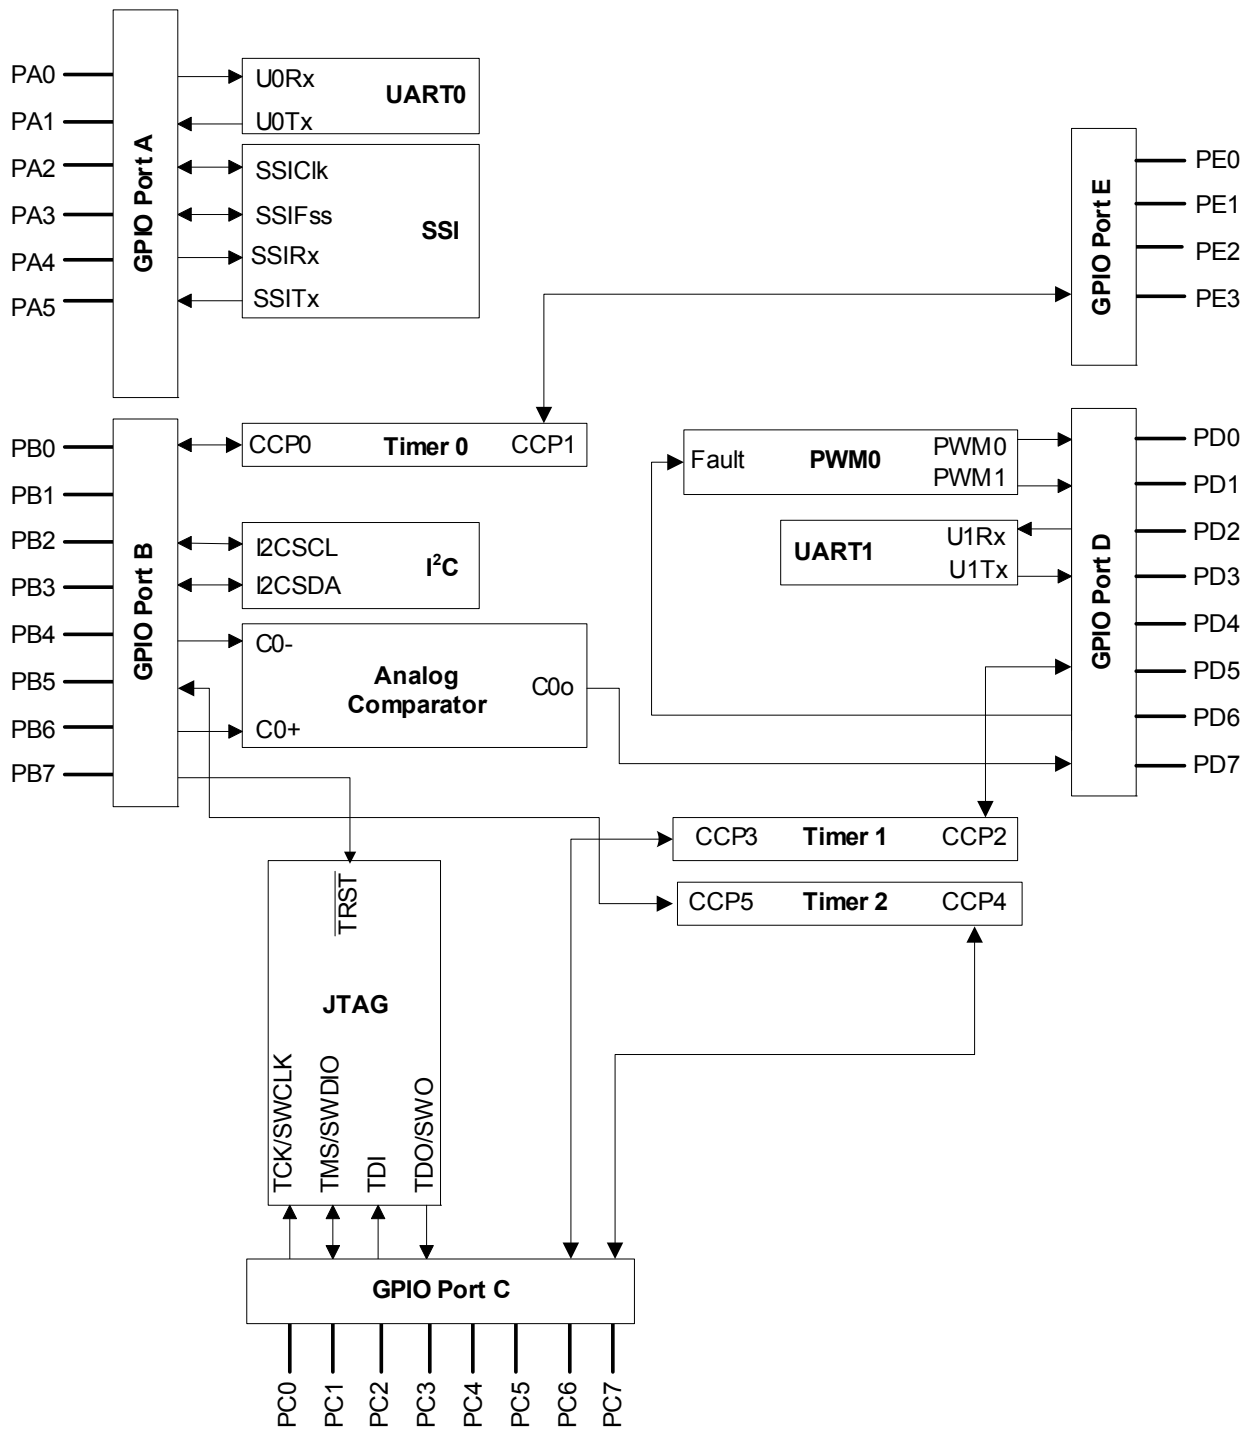 PA0
PA1
PA2
PA3
PA4
PA5
GPIO Port A
U0Rx
U0Tx
UART0
SSIClk
SSIFss
SSIRx
SSITx
SSI
GPIO Port E
PE0
PE1
PE2
PE3
PB0
PB1
PB2
PB3
PB4
PB5
PB6
PB7
GPIO Port B
CCP0 Timer 0 CCP1
I2CSCL
I2CSDA
I²C
C0-
C0+
Analog
Comparator
C0o
Fault PWM0
PWM0
PWM1
UART1
U1Rx
U1Tx
GPIO Port D
PD0
PD1
PD2
PD3
PD4
PD5
PD6
PD7
CCP3 Timer 1 CCP2
CCP5 Timer 2 CCP4
TRST
JTAG
TCK/SWCLK
TMS/SWDIO
TDI
TDO/SWO
GPIO Port C
PC0
PC1
PC2
PC3
PC4
PC5
PC6
PC7